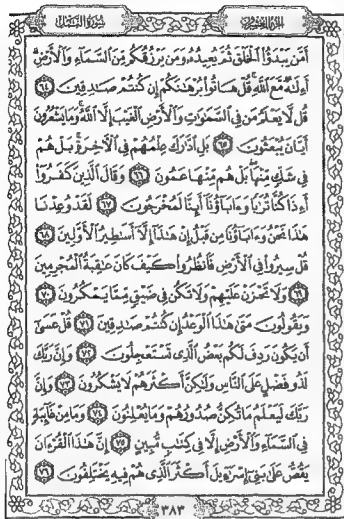 الجزء العشرون سورة النمل
أَمَّن يَبْدَؤُا۟ ٱلْخَلْقَ ثُمَّ يُعِيدُهُۥ وَمَن يَرْزُقُكُم مِّنَ ٱلسَّمَآءِ وَٱلْأَرْضِ ۗ
أَءِلَٰهٌ مَّعَ ٱللَّهِ ۚ قُلْ هَاتُوا۟ بُرْهَٰنَكُمْ إِن كُنتُمْ صَٰدِقِينَ ٦٤
قُل لَّا يَعْلَمُ مَن فِى ٱلسَّمَٰوَٰتِ وَٱلْأَرْضِ ٱلْغَيْبَ إِلَّا ٱللَّهُ ۚ وَمَا يَشْعُرُونَ
أَيَّانَ يُبْعَثُونَ ٦٥ بَلِ ٱدَّٰرَكَ عِلْمُهُمْ فِى ٱلْءَاخِرَةِ ۚ بَلْ هُمْ
فِى شَكٍّ مِّنْهَا ۖ بَلْ هُم مِّنْهَا عَمُونَ ٦٦ وَقَالَ ٱلَّذِينَ كَفَرُوٓا۟
أَءِذَا كُنَّا تُرَٰبًا وَءَابَآؤُنَآ أَئِنَّا لَمُخْرَجُونَ ٦٧ لَقَدْ وُعِدْنَا
هَٰذَا نَحْنُ وَءَابَآؤُنَا مِن قَبْلُ إِنْ هَٰذَآ إِلَّآ أَسَٰطِيرُ ٱلْأَوَّلِينَ ٦٨
قُلْ سِيرُوا۟ فِى ٱلْأَرْضِ فَٱنظُرُوا۟ كَيْفَ كَانَ عَٰقِبَةُ ٱلْمُجْرِمِينَ
٦٩ وَلَا تَحْزَنْ عَلَيْهِمْ وَلَا تَكُن فِى ضَيْقٍ مِّمَّا يَمْكُرُونَ ٧٠
وَيَقُولُونَ مَتَىٰ هَٰذَا ٱلْوَعْدُ إِن كُنتُمْ صَٰدِقِينَ ٧١ قُلْ عَسَىٰٓ
أَن يَكُونَ رَدِفَ لَكُم بَعْضُ ٱلَّذِى تَسْتَعْجِلُونَ ٧٢ وَإِنَّ رَبَّكَ
لَذُو فَضْلٍ عَلَى ٱلنَّاسِ وَلَٰكِنَّ أَكْثَرَهُمْ لَا يَشْكُرُونَ ٧٣ وَإِنَّ
رَبَّكَ لَيَعْلَمُ مَا تُكِنُّ صُدُورُهُمْ وَمَا يُعْلِنُونَ ٧٤ وَمَا مِنْ غَآئِبَةٍ
فِى ٱلسَّمَآءِ وَٱلْأَرْضِ إِلَّا فِى كِتَٰبٍ مُّبِينٍ ٧٥ إِنَّ هَٰذَا ٱلْقُرْءَانَ
يَقُصُّ عَلَىٰ بَنِىٓ إِسْرَٰٓءِيلَ أَكْثَرَ ٱلَّذِى هُمْ فِيهِ يَخْتَلِفُونَ ٧٦
٣٨٣